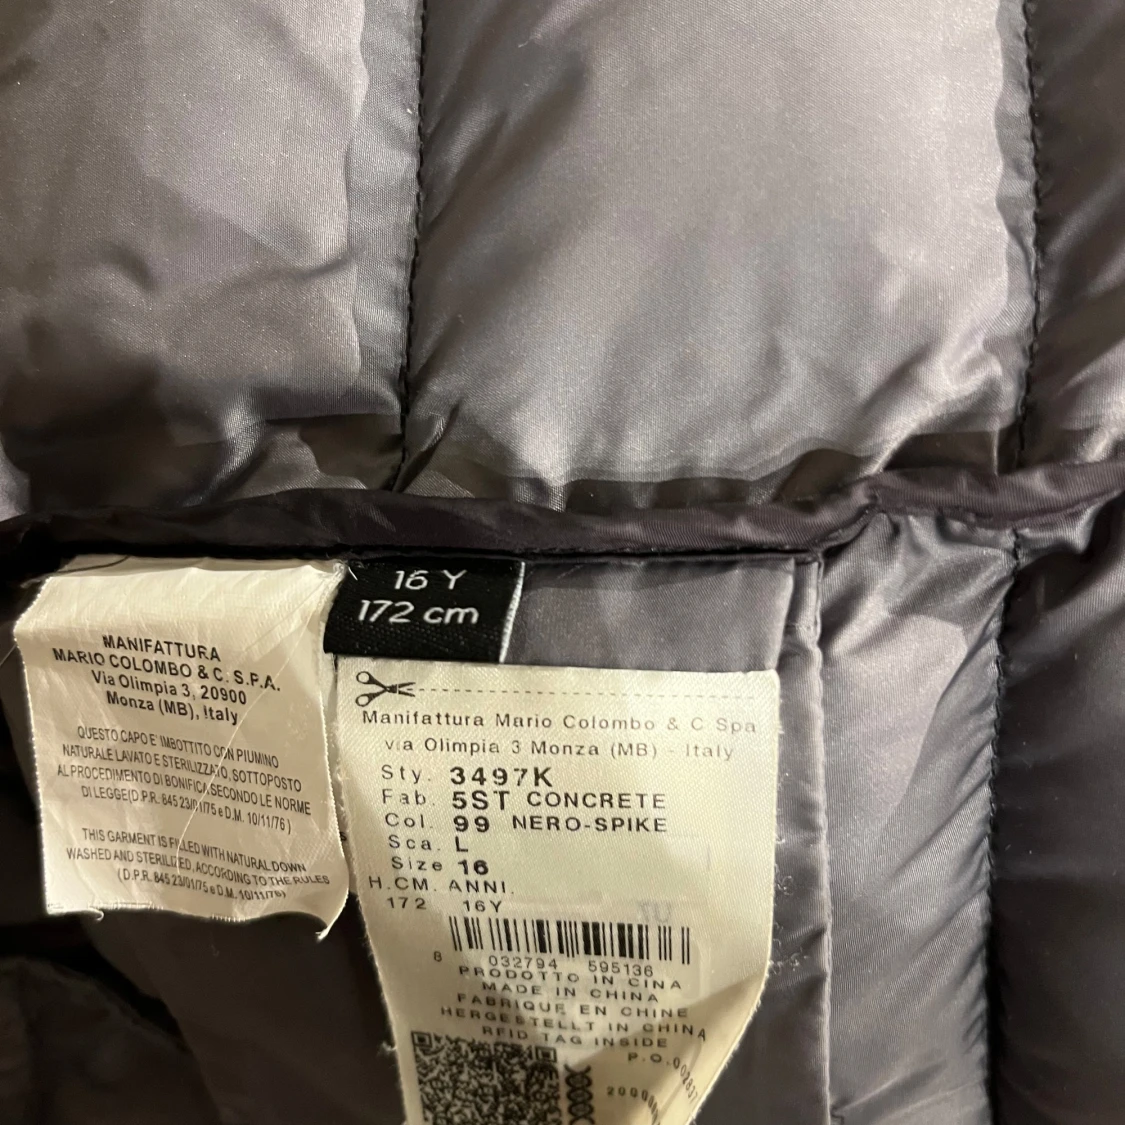 MANIFATTURA
MARIO COLOMBO & C. S.P.A.
Via Olimpia 3, 20900
Monza (MB), Italy
QUESTO CAPO E' IMBOTTITO CON PIUMINO
NATURALE LAVATO E STERILIZZATO, SOTTOPOSTO
AL PROCEDIMENTO DI BONIFICA SECONDO LE NORME
DI LEGGE(D.P.R. 845 23/01/75 e D.M. 10/11/76 )
THIS GARMENT IS FILLED WITH NATURAL DOWN
WASHED AND STERILIZED, ACCORDING TO THE RULES
( D.P.R. 845 23/01/75 e D.M. 10/11/76)
16 Y
172 cm
Manifattura Mario Colombo & C Spa
via Olimpia 3 Monza (MB) - Italy
Sty. 3497K
Fab. 5ST CONCRETE
Col. 99 NERO-SPIKE
Sca. L
Size 16
H.CM. ANNI.
172 16Y
8 032794 595136
PRODOTTO IN CINA
MADE IN CHINA
FABRIQUE EN CHINE
HERGESTELLT IN CHINA
RFID TAG INSIDE
P.O.